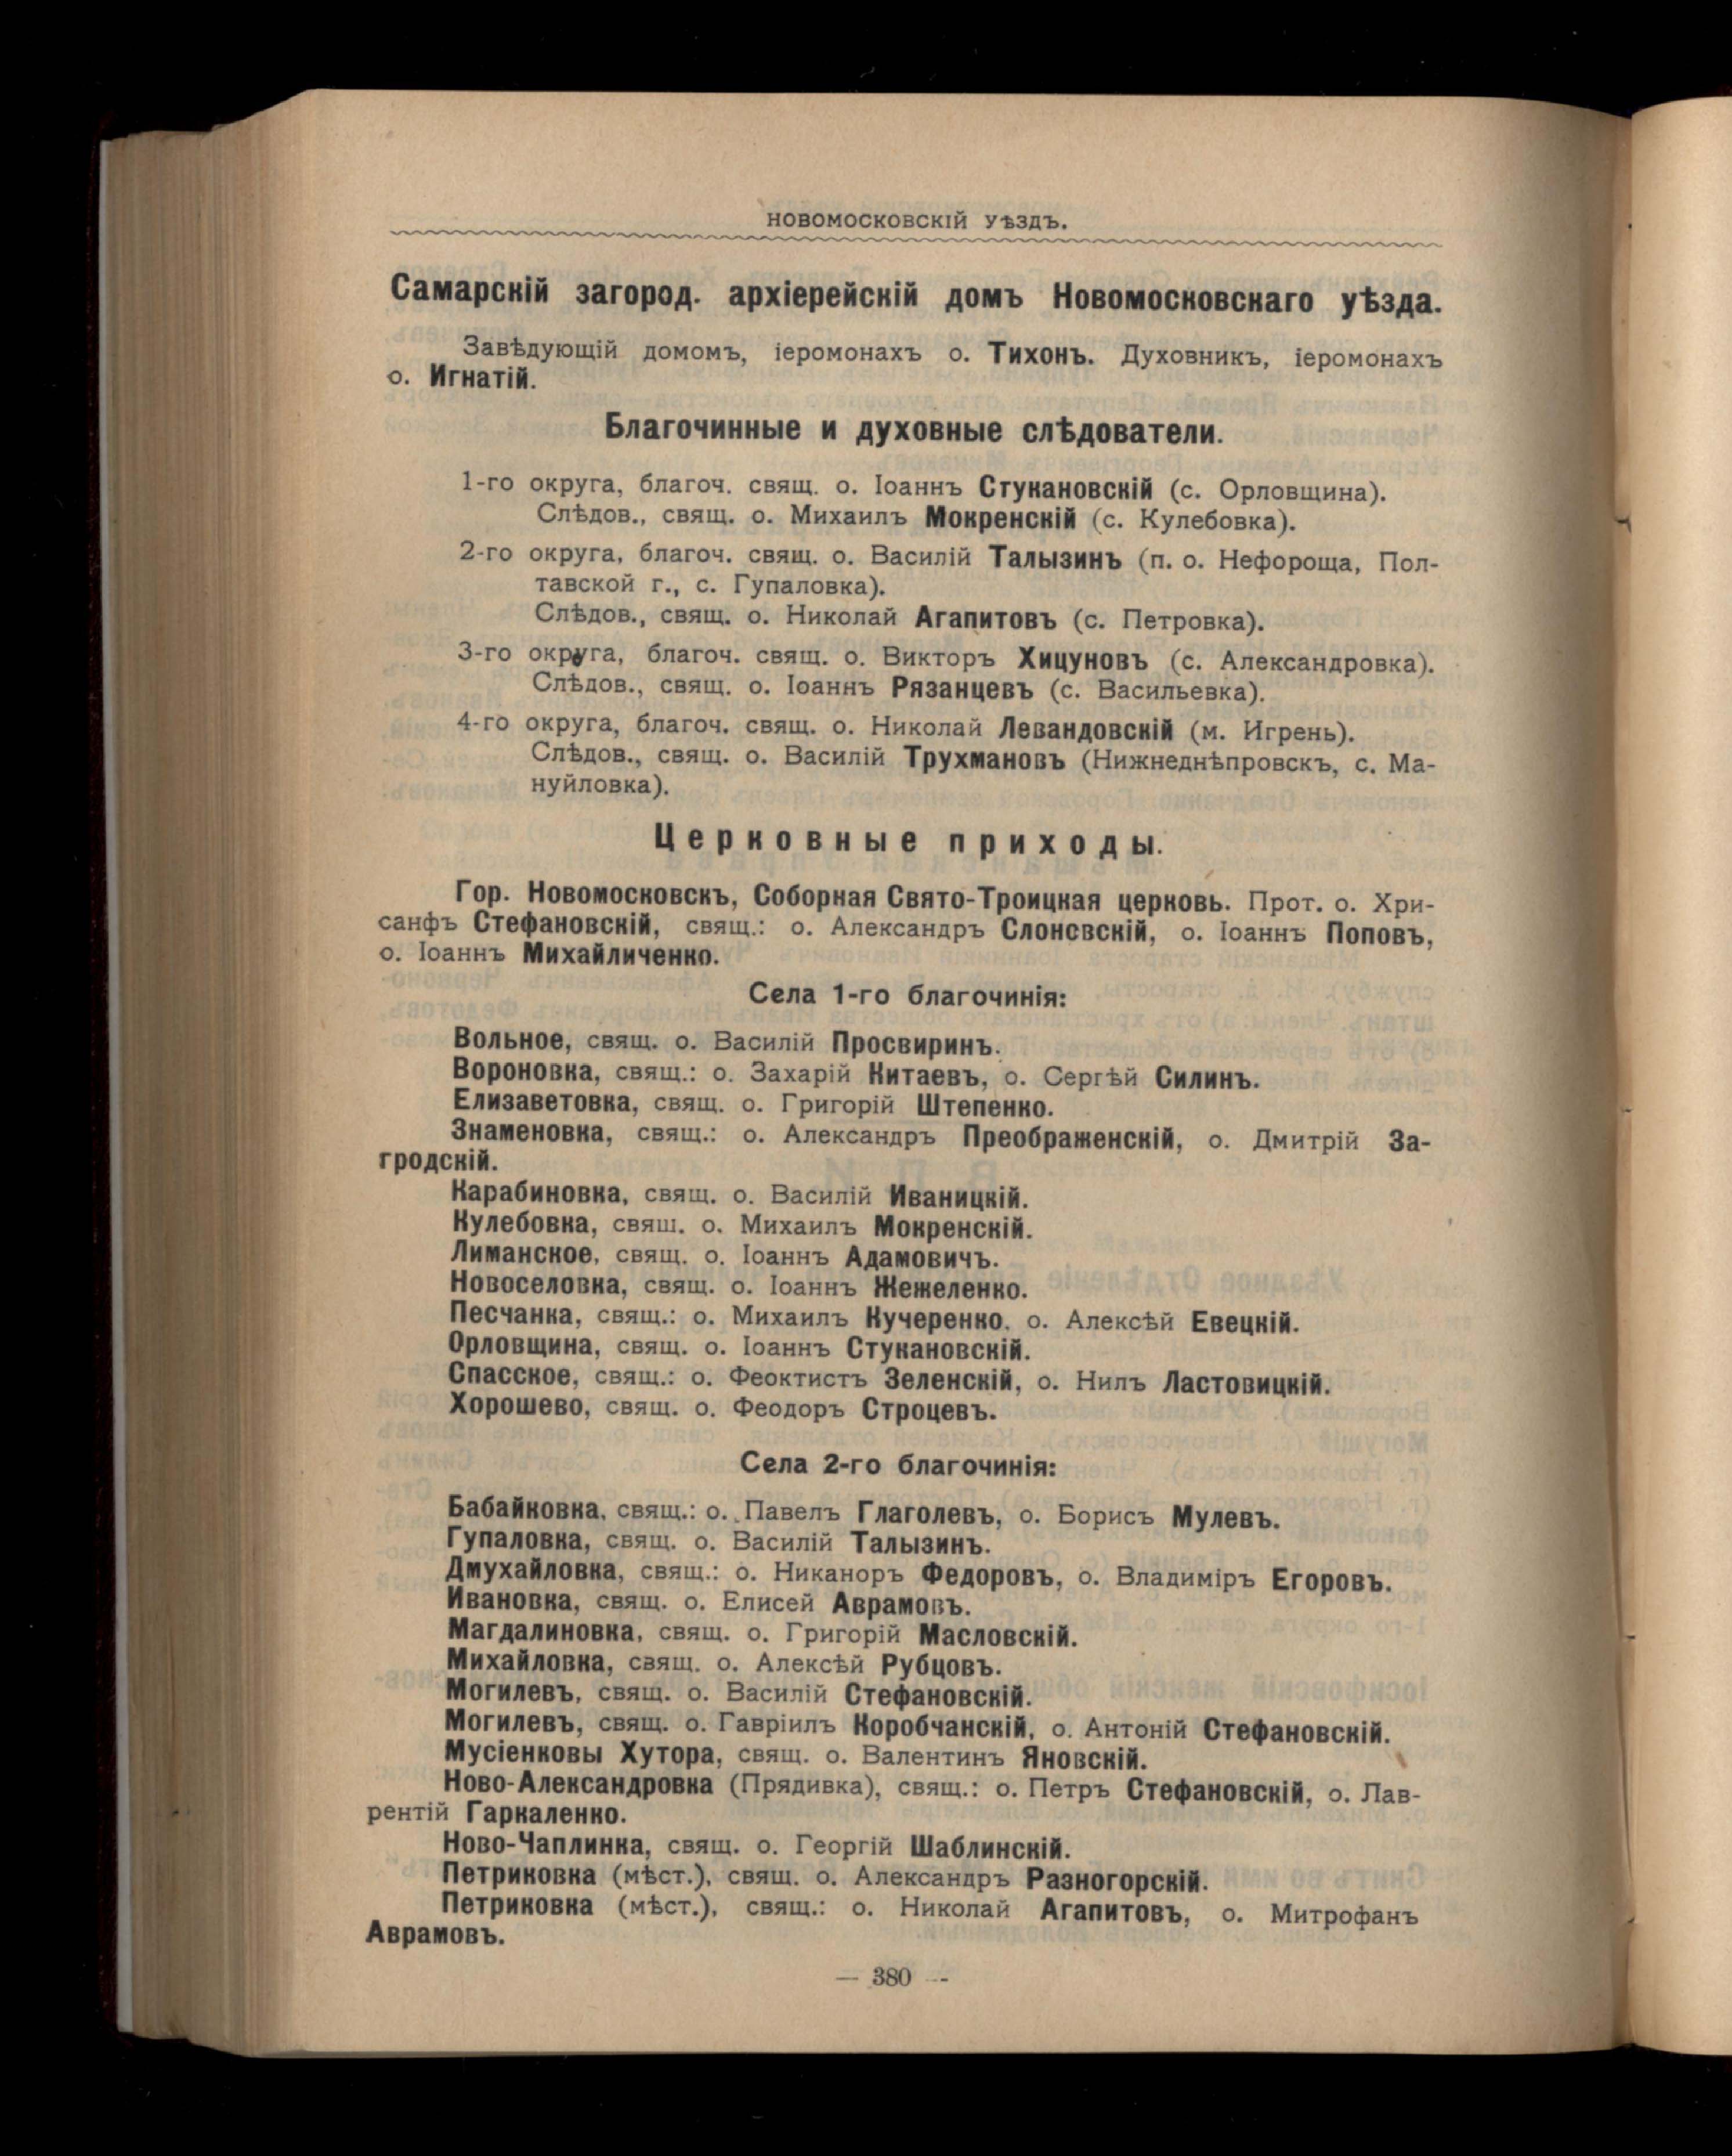 НОВОМОСКОВСКІЙ УѢЗДЪ.
Самарскій загород. архіерейскій домъ Новомосковскаго уѣзда.
Завѣдующій домомъ, іеромонахъ о. Тихонъ. Духовникъ, іеромонахъ
о. Игнатій.
Благочинные и духовные слѣдователи.
1-го округа, благоч. свящ. о. Іоаннъ Стукановскій (с. Орловщина).
Слѣдов., свящ. о. Михаилъ Мокренскій (с. Кулебовка).
2-го округа, благоч. свящ. о. Василій Талызинъ (п. о. Нефороща, Пол-
тавской г., с. Гупаловка).
Слѣдов., свящ. о. Николай Агапитовъ (с. Петровка).
3-го округа, благоч. свящ. о. Викторъ Хицуновъ (с. Александровка).
Слѣдов., свящ. о. Іоаннъ Рязанцевъ (с. Васильевка).
4-го округа, благоч. свящ. о. Николай Левандовскій (м. Игрень).
Слѣдов., свящ. о. Василій Трухмановъ (Нижнеднѣпровскъ, с. Ма-
нуйловка).
Церковные приходы.
Гор. Новомосковскъ, Соборная Свято-Троицкая церковь. Прот. о. Хри-
санфъ Стефановскій, свящ.: о. Александръ Слоновскій, о. Іоаннъ Поповъ,
о. Іоаннъ Михайличенко.
Села 1-го благочинія:
Вольное, свящ. о. Василій Просвиринъ.
Вороновка, свящ.: о. Захарій Китаевъ, о. Сергѣй Силинъ.
Елизаветовка, свящ. о. Григорій Штепенко.
Знаменовка, свящ.: о. Александръ Преображенскій, о. Дмитрій За-
гродскій.
Карабиновка, свящ. о. Василій Иваницкій.
Кулебовка, свяш. о. Михаилъ Мокренскій.
Лиманское, свящ. о. Іоаннъ Адамовичъ.
Новоселовка, свящ. о. Іоаннъ Жежеленко.
Песчанка, свящ.: о. Михаилъ Кучеренко, о. Алексѣй Евецкій.
Орловщина, свящ. о. Іоаннъ Стукановскій.
Спасское, свящ.: о. Феоктистъ Зеленскій, о. Нилъ Ластовицкій.
Хорошево, свящ. о. Феодоръ Строцевъ.
Села 2-го благочинія:
Бабайковка, свящ.: о. Павелъ Глаголевъ, о. Борисъ Мулевъ.
Гупаловка, свящ. о. Василій Талызинъ.
Дмухайловка, свящ.: о. Никаноръ Федоровъ, о. Владиміръ Егоровъ.
Ивановка, свящ. о. Елисей Аврамовъ.
Магдалиновка, свящ. о. Григорій Масловскій.
Михайловка, свящ. о. Алексѣй Рубцовъ.
Могилевъ, свящ. о. Василій Стефановскій.
Могилевъ, свящ. о. Гавріилъ Коробчанскій, о. Антоній Стефановскій.
Мусіенковы Хутора, свящ. о. Валентинъ Яновскій.
Ново-Александровка (Прядивка), свящ.: о. Петръ Стефановскій, о. Лав-
рентій Гаркаленко.
Ново-Чаплинка, свящ. о. Георгій Шаблинскій.
Петриковка (мѣст.), свящ. о. Александръ Разногорскій.
Петриковка (мѣст.), свящ.: о. Николай Агапитовъ, о. Митрофанъ
Аврамовъ.
— 380 —